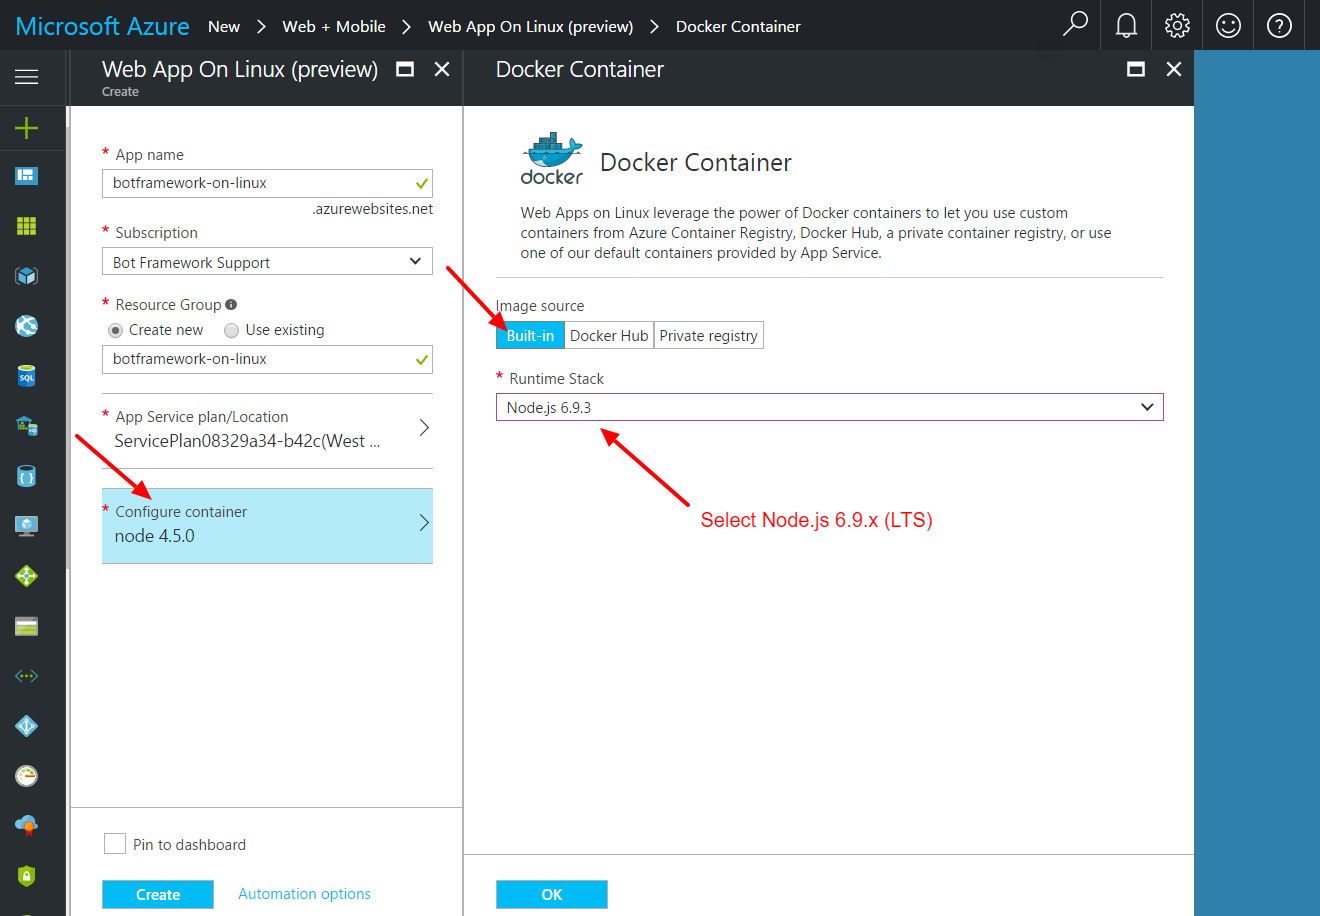 Microsoft Azure New > Web + Mobile > Web App On Linux (preview) > Docker Container
Web App On Linux (preview)
Create
* App name
botframework-on-linux
.azurewebsites.net
* Subscription
Bot Framework Support
* Resource Group
Create new Use existing
botframework-on-linux
* App Service plan/Location
ServicePlan08329a34-b42c(West ...
* Configure container
node 4.5.0
Pin to dashboard
Create Automation options
Docker Container
docker
Docker Container
Web Apps on Linux leverage the power of Docker containers to let you use custom
containers from Azure Container Registry, Docker Hub, a private container registry, or use
one of our default containers provided by App Service.
Image source
Built-in Docker Hub Private registry
* Runtime Stack
Node.js 6.9.3
Select Node.js 6.9.x (LTS)
OK
SQL